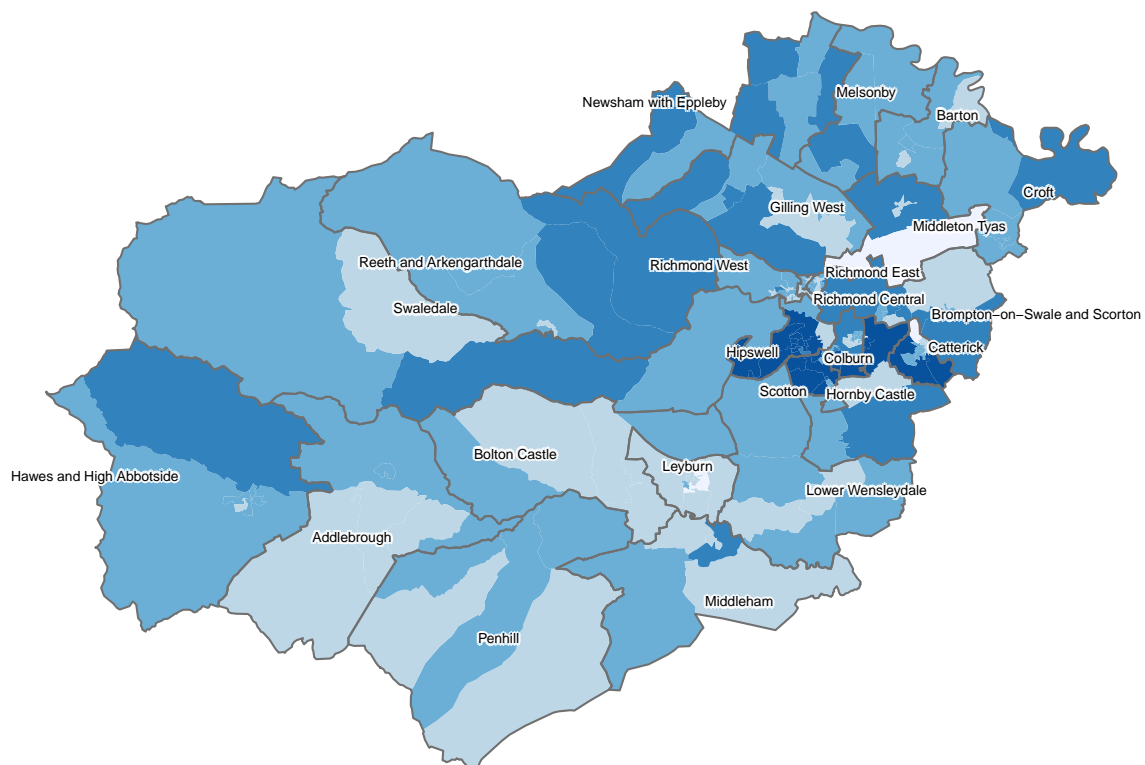 Melsonby
Newsham with Eppleby
Barton
Croft
Gilling West
Middleton Tyas
Reeth and Arkengarthdale
Richmond West
Richmond East
Swaledale
Richmond Central
Brompton−on−Swale and Scorton
Catterick
Hipswell
Colburn
Scotton
Hornby Castle
Bolton Castle
Leyburn
Hawes and High Abbotside
Lower Wensleydale
Addlebrough
Middleham
Penhill